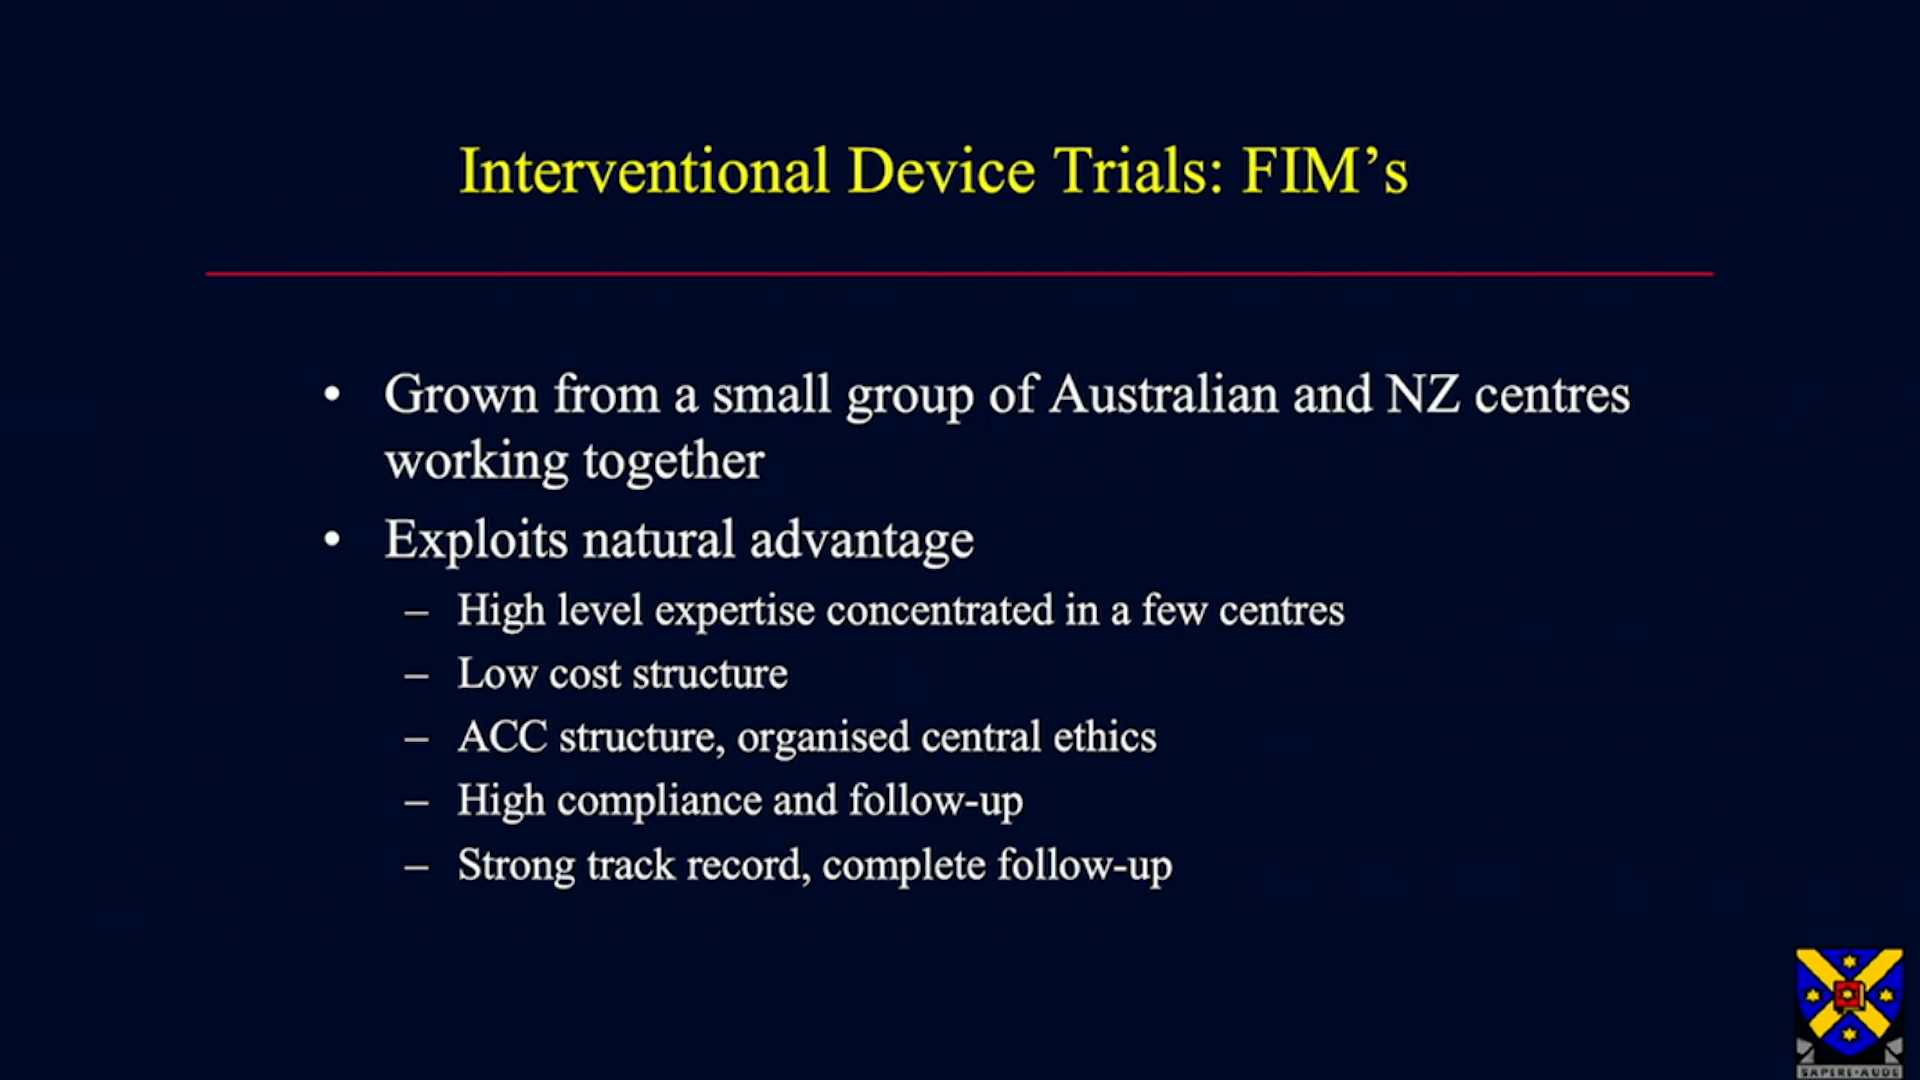 Interventional Device Trials: FIM's
• Grown from a small group of Australian and NZ centres
working together
• Exploits natural advantage
– High level expertise concentrated in a few centres
– Low cost structure
– ACC structure, organised central ethics
– High compliance and follow-up
– Strong track record, complete follow-up
SAPERE·AUDE